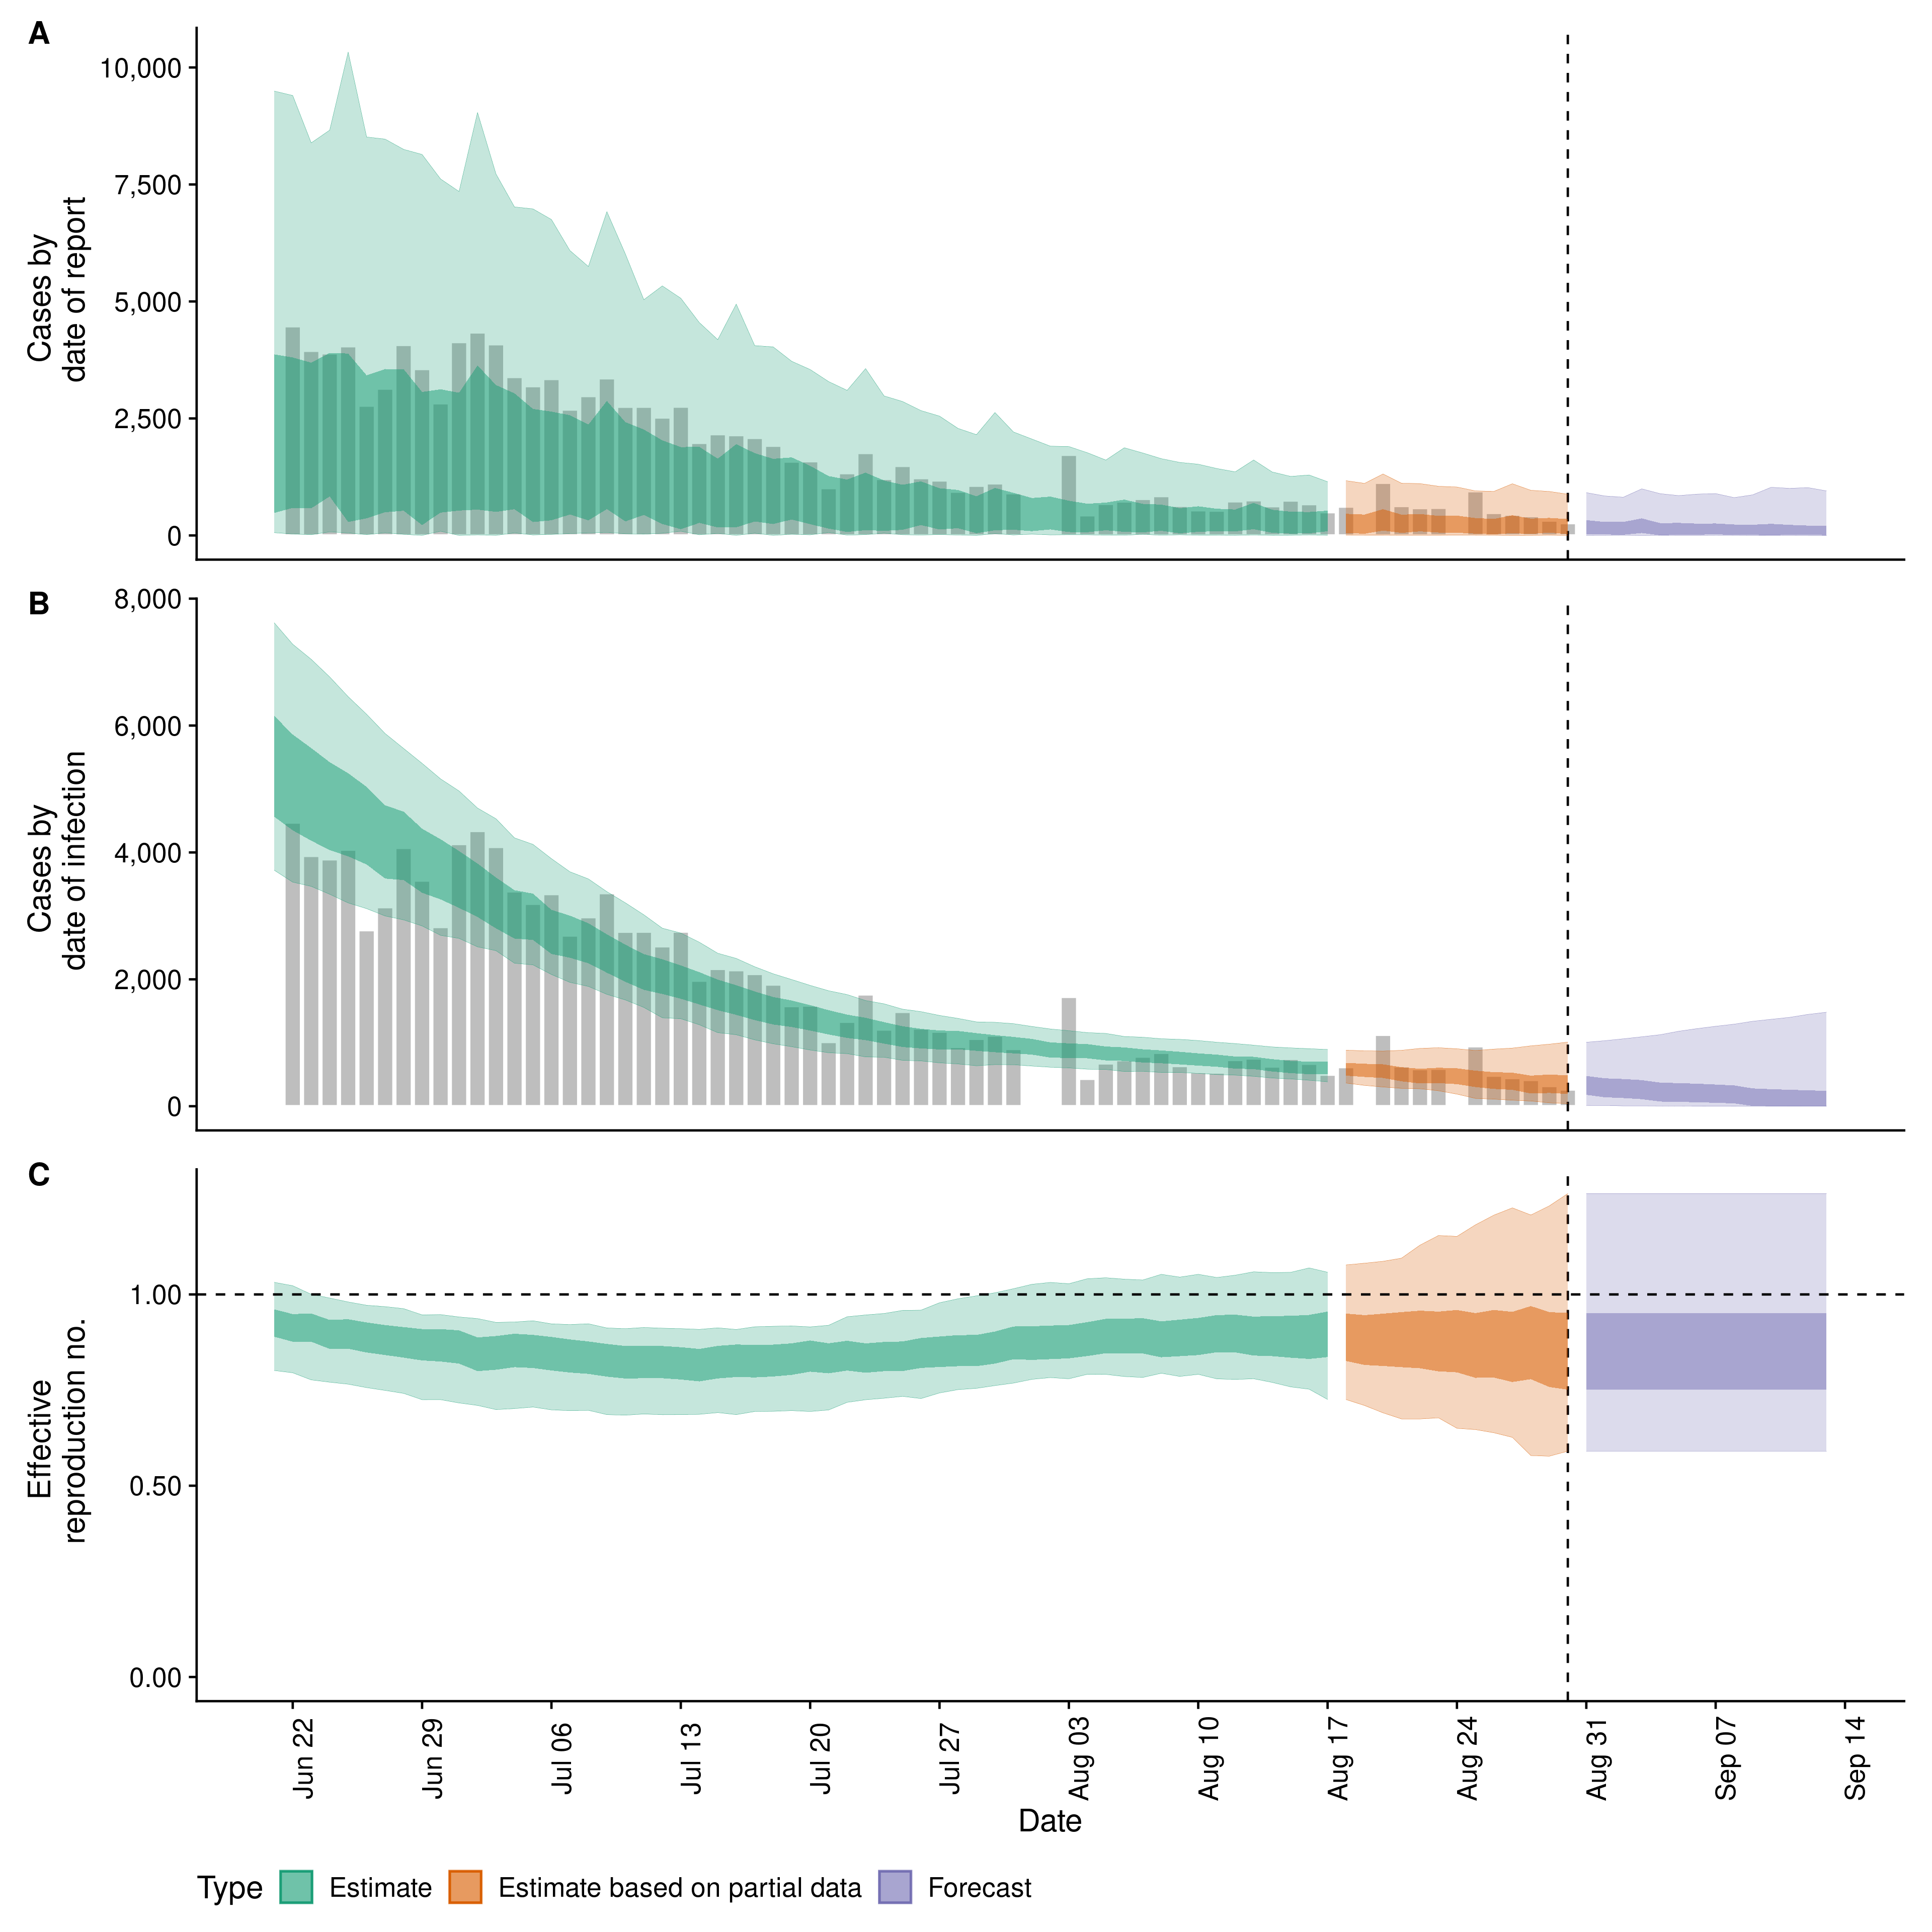 A
10,000
7,500
5,000
2,500
0
Cases by
date of report
B
8,000
6,000
4,000
2,000
0
Cases by
date of infection
C
1.00
0.50
0.00
Effective
reproduction no.
Jun 22
Jun 29
Jul 06
Jul 13
Jul 20
Jul 27
Aug 03
Aug 10
Aug 17
Aug 24
Aug 31
Sep 07
Sep 14
Date
Type Estimate Estimate based on partial data Forecast